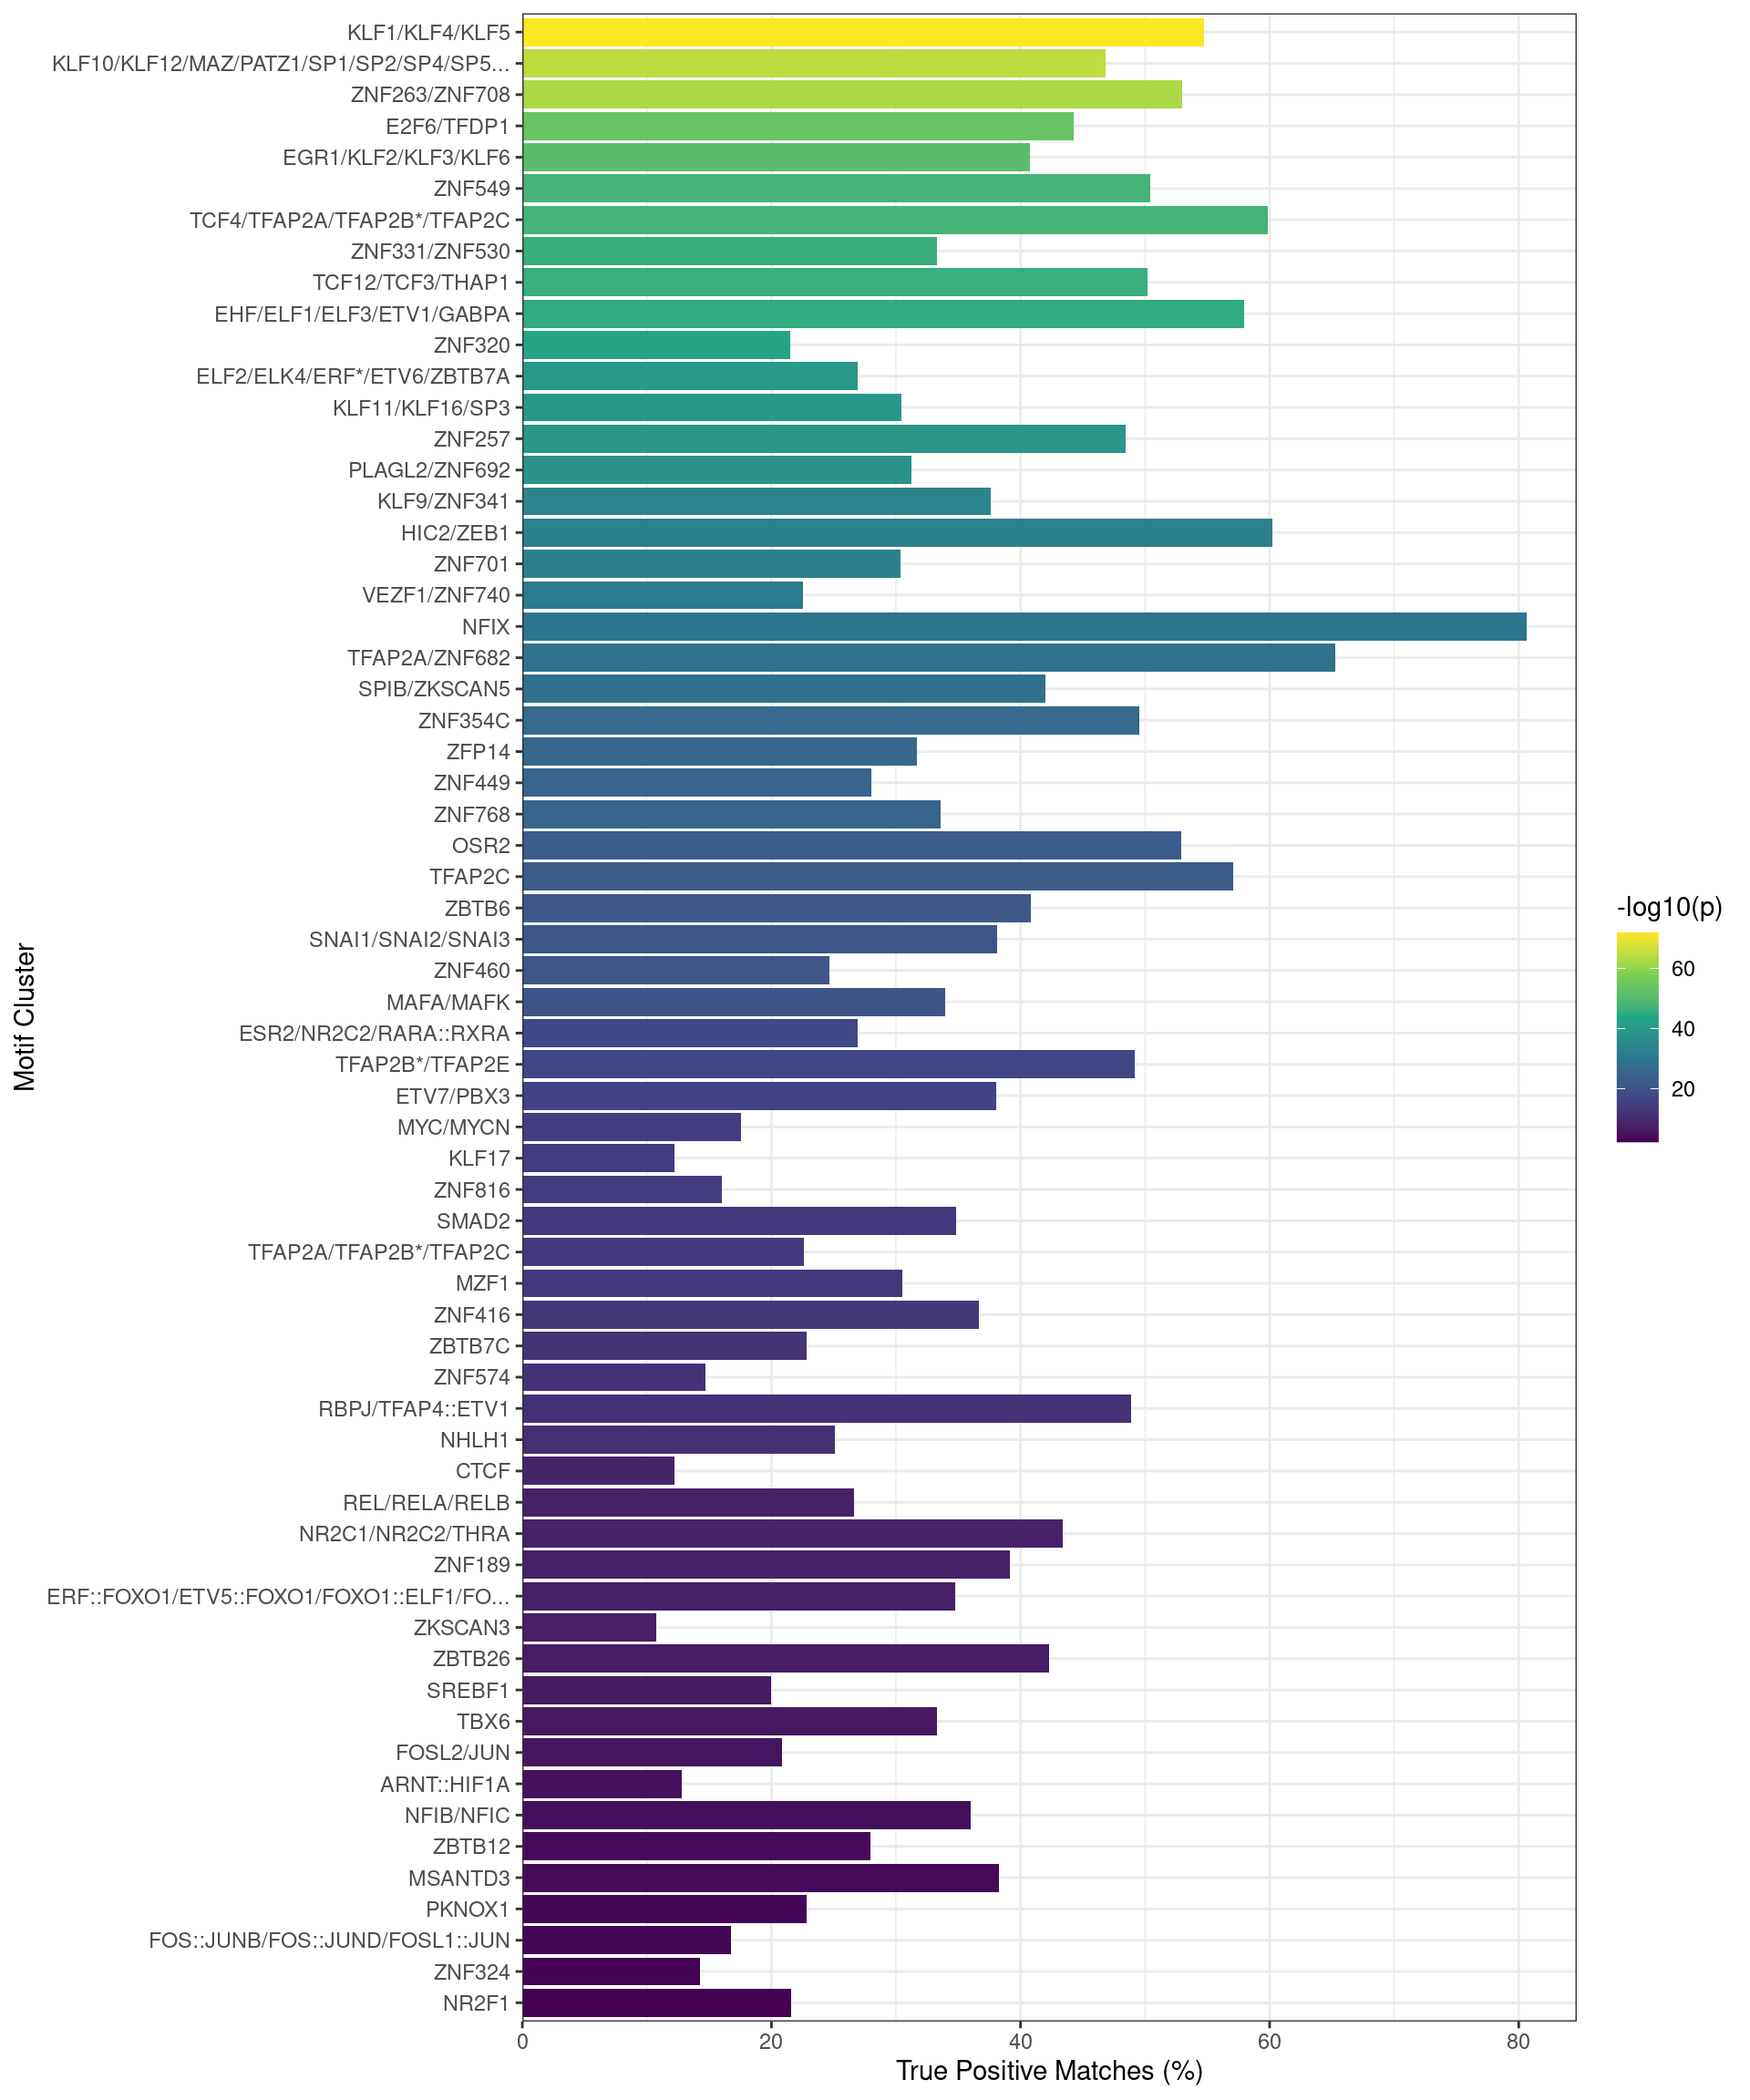 KLF1/KLF4/KLF5
KLF10/KLF12/MAZ/PATZ1/SP1/SP2/SP4/SP5...
ZNF263/ZNF708
E2F6/TFDP1
EGR1/KLF2/KLF3/KLF6
ZNF549
TCF4/TFAP2A/TFAP2B*/TFAP2C
ZNF331/ZNF530
TCF12/TCF3/THAP1
EHF/ELF1/ELF3/ETV1/GABPA
ZNF320
ELF2/ELK4/ERF*/ETV6/ZBTB7A
KLF11/KLF16/SP3
ZNF257
PLAGL2/ZNF692
KLF9/ZNF341
HIC2/ZEB1
ZNF701
VEZF1/ZNF740
NFIX
TFAP2A/ZNF682
SPIB/ZKSCAN5
ZNF354C
ZFP14
ZNF449
ZNF768
OSR2
TFAP2C
ZBTB6
SNAI1/SNAI2/SNAI3
ZNF460
MAFA/MAFK
ESR2/NR2C2/RARA::RXRA
TFAP2B*/TFAP2E
ETV7/PBX3
MYC/MYCN
KLF17
ZNF816
SMAD2
TFAP2A/TFAP2B*/TFAP2C
MZF1
ZNF416
ZBTB7C
ZNF574
RBPJ/TFAP4::ETV1
NHLH1
CTCF
REL/RELA/RELB
NR2C1/NR2C2/THRA
ZNF189
ERF::FOXO1/ETV5::FOXO1/FOXO1::ELF1/FO...
ZKSCAN3
ZBTB26
SREBF1
TBX6
FOSL2/JUN
ARNT::HIF1A
NFIB/NFIC
ZBTB12
MSANTD3
PKNOX1
FOS::JUNB/FOS::JUND/FOSL1::JUN
ZNF324
NR2F1
Motif Cluster
0 20 40 60 80
True Positive Matches (%)
-log10(p)
60
40
20